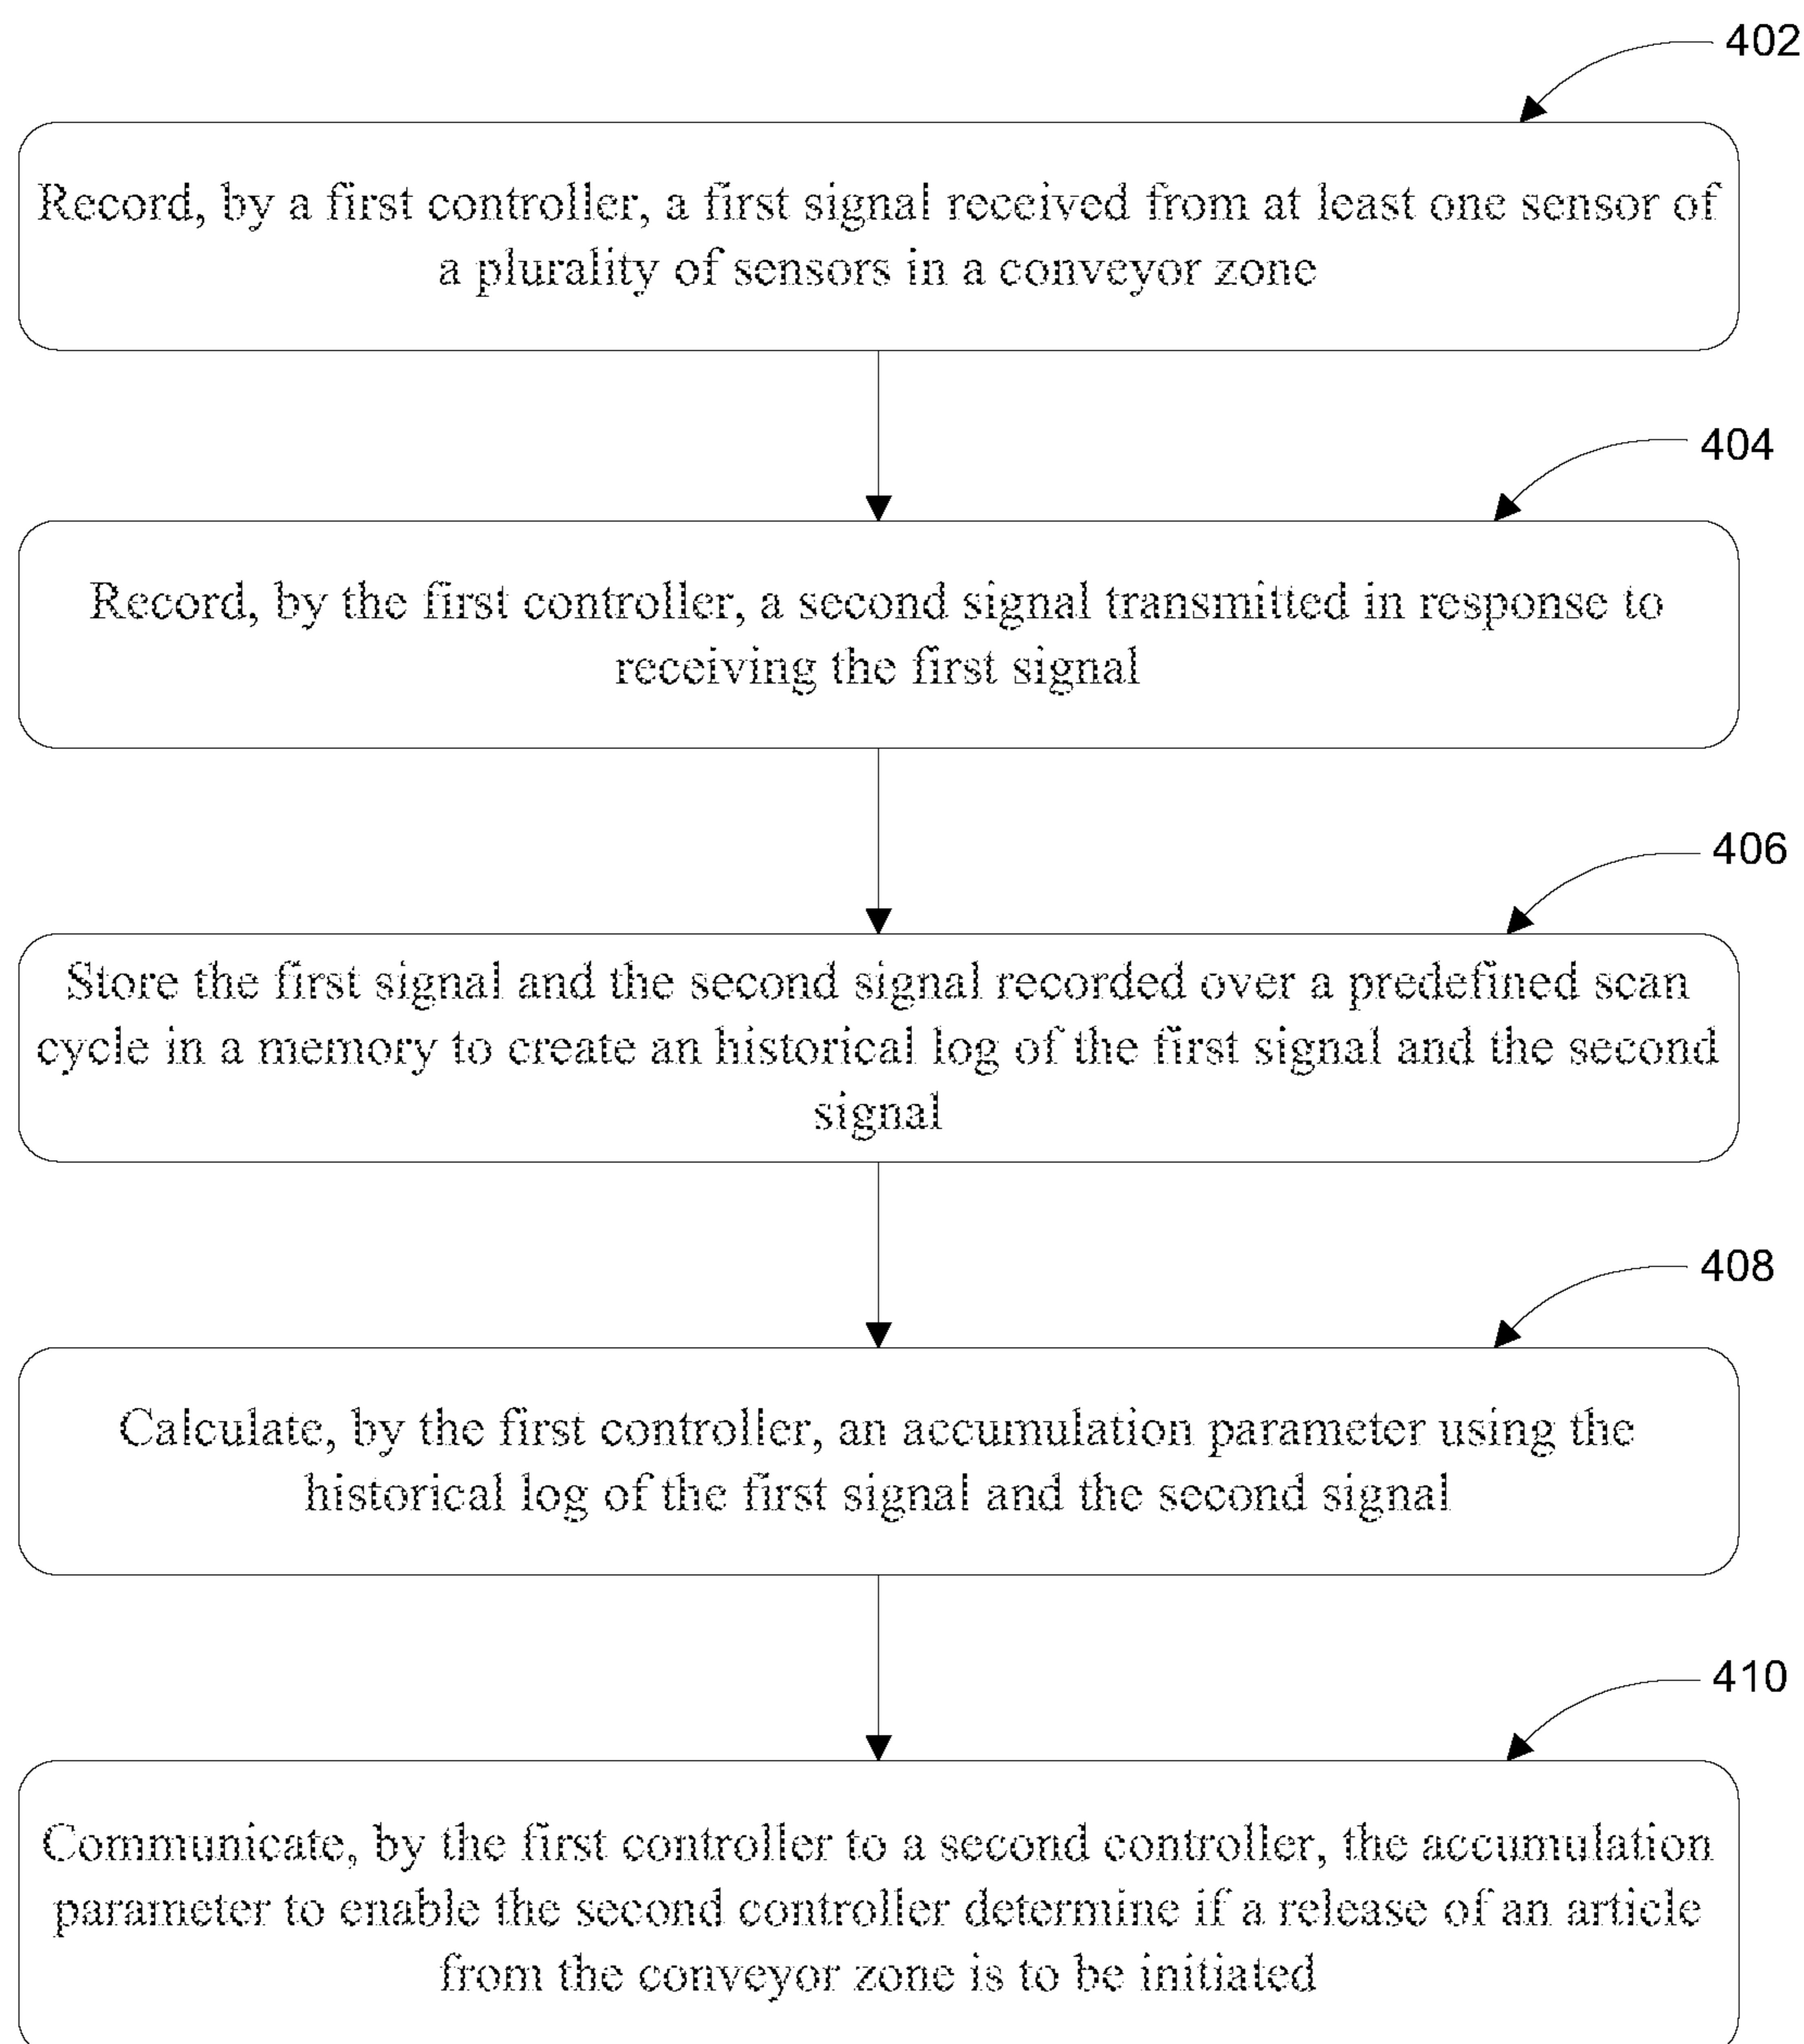 402
Record, by a first controller, a first signal received from at least one sensor of
a plurality of sensors in a conveyor zone
404
Record, by the first controller, a second signal transmitted in response to
receiving the first signal
406
Store the first signal and the second signal recorded over a predefined scan
cycle in a memory to create an historical log of the first signal and the second
signal
408
Calculate, by the first controller, an accumulation parameter using the
historical log of the first signal and the second signal
410
Communicate, by the first controller to a second controller, the accumulation
parameter to enable the second controller determine if a release of an article
from the conveyor zone is to be initiated